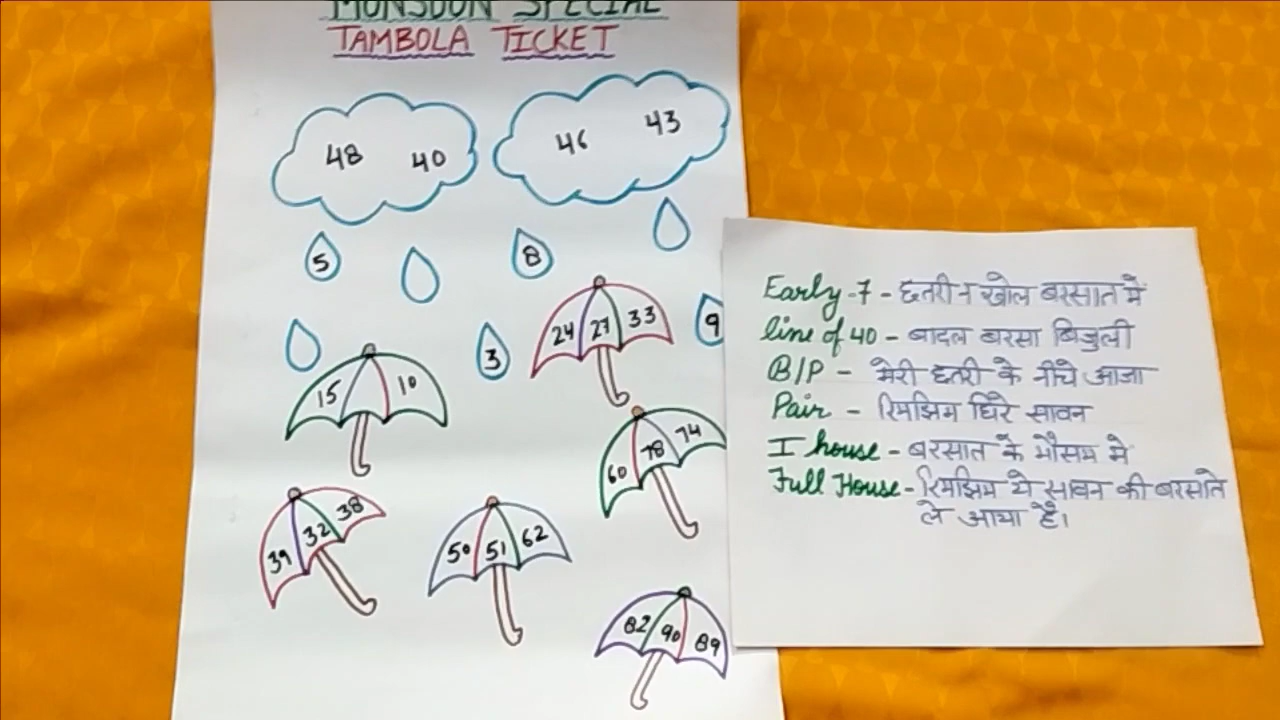 MONSOON SPECIAL
TAMBOLA TICKET
48 40
46 43
5
8
9
3
24 27 33
15 10
60 78 74
39 32 38
50 51 62
82 90 89
Early-7 - छतरी न खोल बरसात में
line of 40 - बादल बरसा बिजुली
B/P - मेरी छतरी के नीचे आजा
Pair - रिमझिम घिरे सावन
I house - बरसात के मौसम में
Full House - रिमझिम ये सावन की बरसाते
ले आया है।